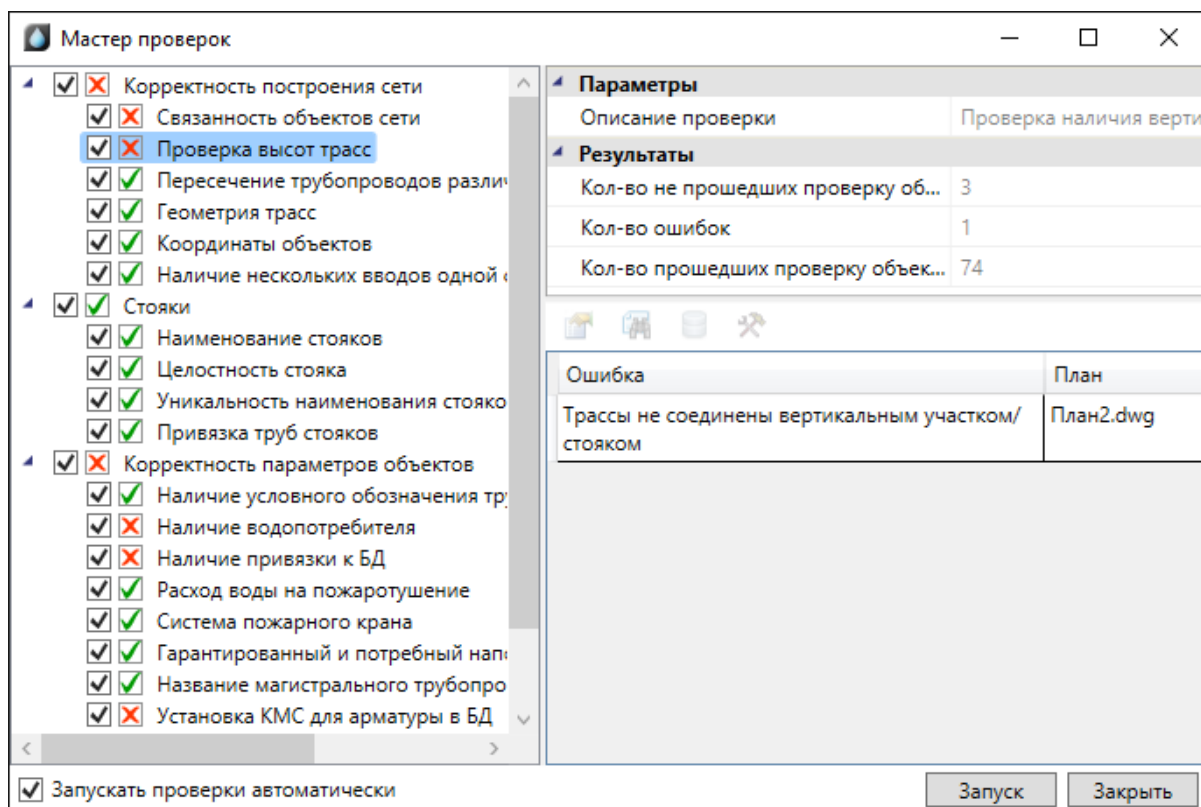 Мастер проверок
Корректность построения сети
Связанность объектов сети
Проверка высот трасс
Пересечение трубопроводов разли
Геометрия трасс
Координаты объектов
Наличие нескольких вводов одной
Стояки
Наименование стояков
Целостность стояка
Уникальность наименования стояко
Привязка труб стояков
Корректность параметров объектов
Наличие условного обозначения тру
Наличие водопотребителя
Наличие привязки к БД
Расход воды на пожаротушение
Система пожарного крана
Гарантированный и потребный нап
Название магистрального трубопро
Установка КМС для арматуры в БД
Запускать проверки автоматически
Параметры
Описание проверки Проверка наличия верти
Результаты
Кол-во не прошедших проверку об... 3
Кол-во ошибок 1
Кол-во прошедших проверку объек... 74
Ошибка План
Трассы не соединены вертикальным участком/ План2.dwg
стояком
Запуск Закрыть